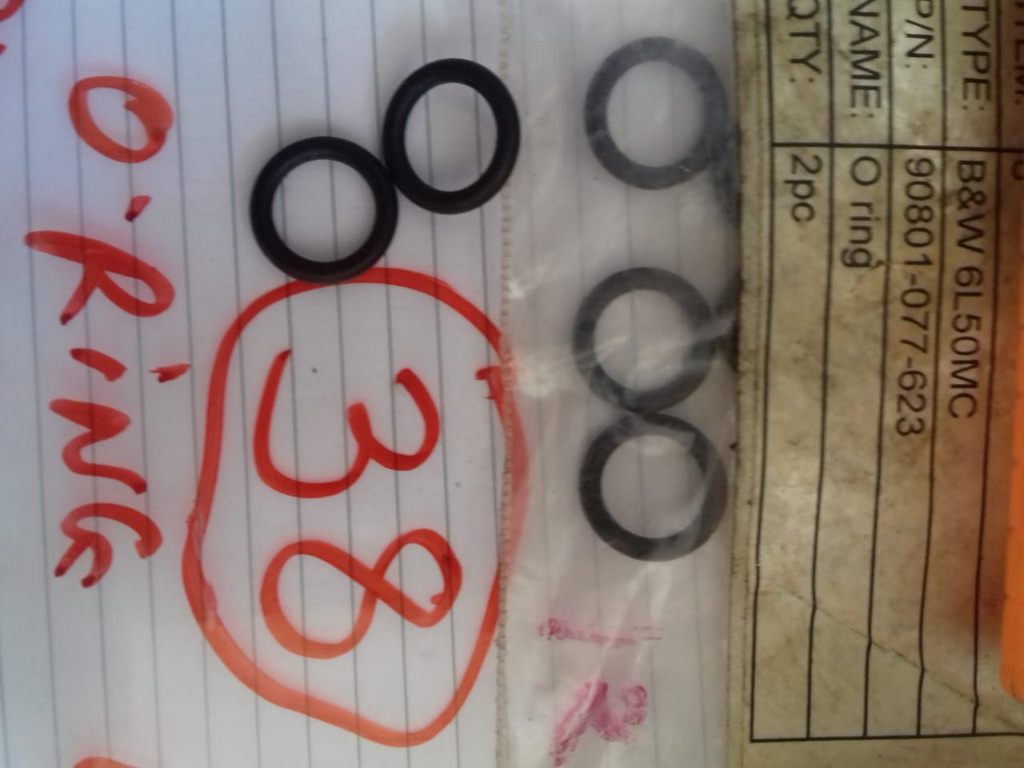 TYPE: B&W 6L50MC
P/N: 90801-077-623
NAME: O ring
QTY: 2pc
38
O·RING